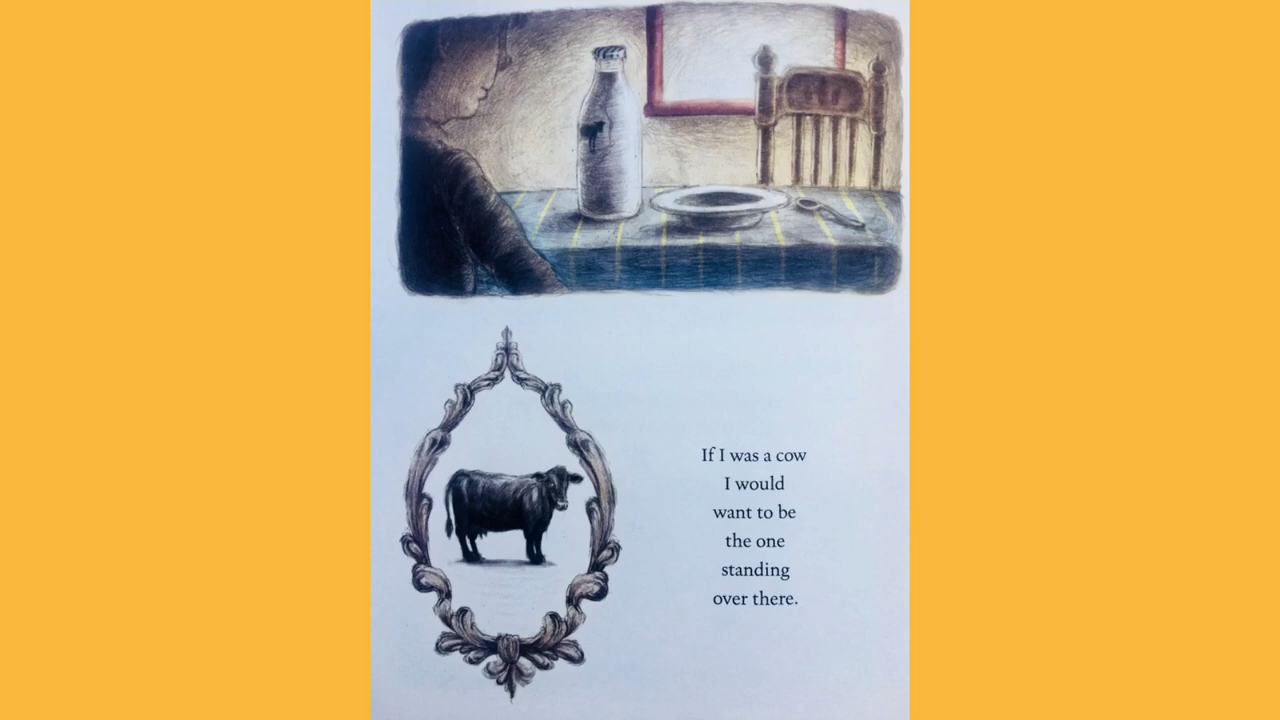 If I was a cow
I would
want to be
the one
standing
over there.